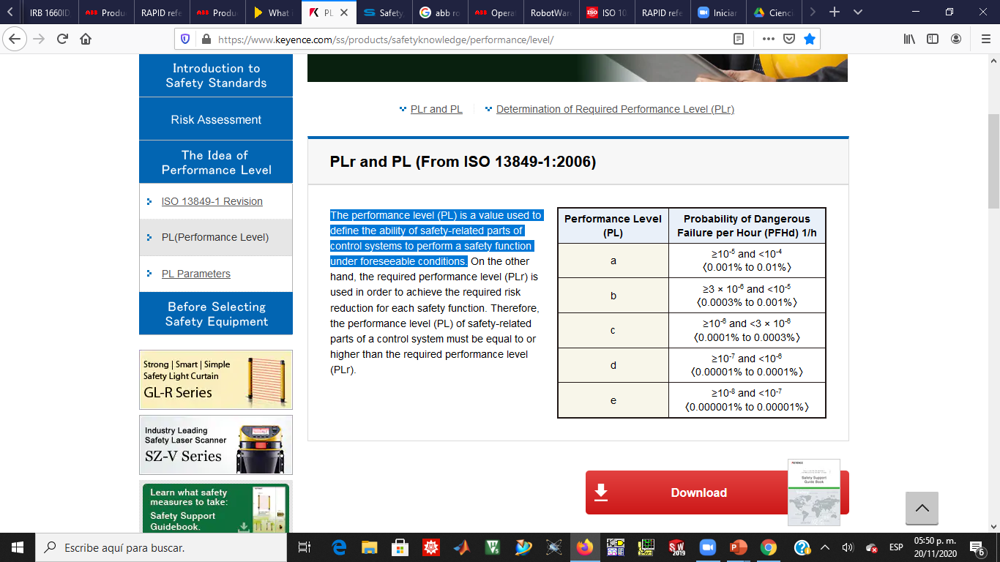 IRB 1660ID
Produ
RAPID refe
Produ
What i
PL
Safety
abb ro
Operat
RobotWar
ISO 10
RAPID refe
Iniciar
Cienci
https://www.keyence.com/ss/products/safetyknowledge/performance/level/
Introduction to
Safety Standards
Risk Assessment
The Idea of
Performance Level
ISO 13849-1 Revision
PL(Performance Level)
PL Parameters
Before Selecting
Safety Equipment
Strong | Smart | Simple
Safety Light Curtain
GL-R Series
Industry Leading
Safety Laser Scanner
SZ-V Series
Learn what safety
measures to take:
Safety Support
Guidebook.
PLr and PL
Determination of Required Performance Level (PLr)
PLr and PL (From ISO 13849-1:2006)
The performance level (PL) is a value used to
define the ability of safety-related parts of
control systems to perform a safety function
under foreseeable conditions. On the other
hand, the required performance level (PLr) is
used in order to achieve the required risk
reduction for each safety function. Therefore,
the performance level (PL) of safety-related
parts of a control system must be equal to or
higher than the required performance level
(PLr).
Performance Level
(PL)
Probability of Dangerous
Failure per Hour (PFHd) 1/h
a
≥10⁻⁵ and <10⁻⁴
(0.001% to 0.01%)
b
≥3 × 10⁻⁶ and <10⁻⁵
(0.0003% to 0.001%)
c
≥10⁻⁶ and <3 × 10⁻⁶
(0.0001% to 0.0003%)
d
≥10⁻⁷ and <10⁻⁶
(0.00001% to 0.0001%)
e
≥10⁻⁸ and <10⁻⁷
(0.000001% to 0.00001%)
Download
KEYENCE
Safety Support
Guide Book
Escribe aquí para buscar.
SW
2019
ESP
05:50 p. m.
20/11/2020
6